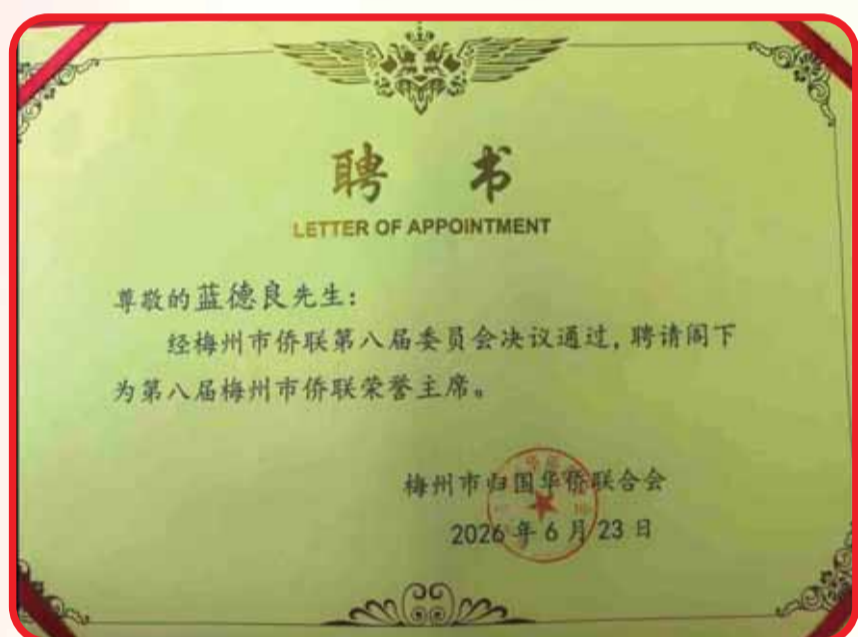 聘书
LETTER OF APPOINTMENT
尊敬的蓝德良先生：
经梅州市侨联第八届委员会决议通过，聘请阁下
为第八届梅州市侨联荣誉主席。
梅州市归国华侨联合会
2026年6月23日